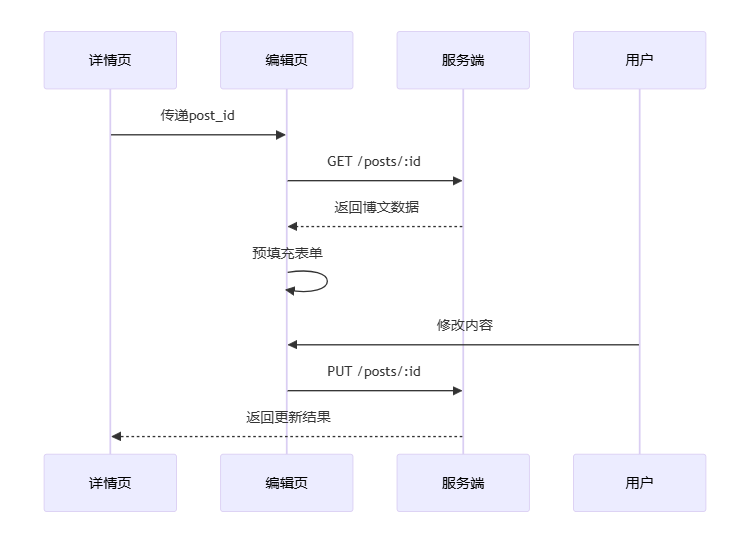 详情页
编辑页
服务端
用户
传递post_id
GET /posts/:id
返回博文数据
预填充表单
修改内容
PUT /posts/:id
返回更新结果
详情页
编辑页
服务端
用户